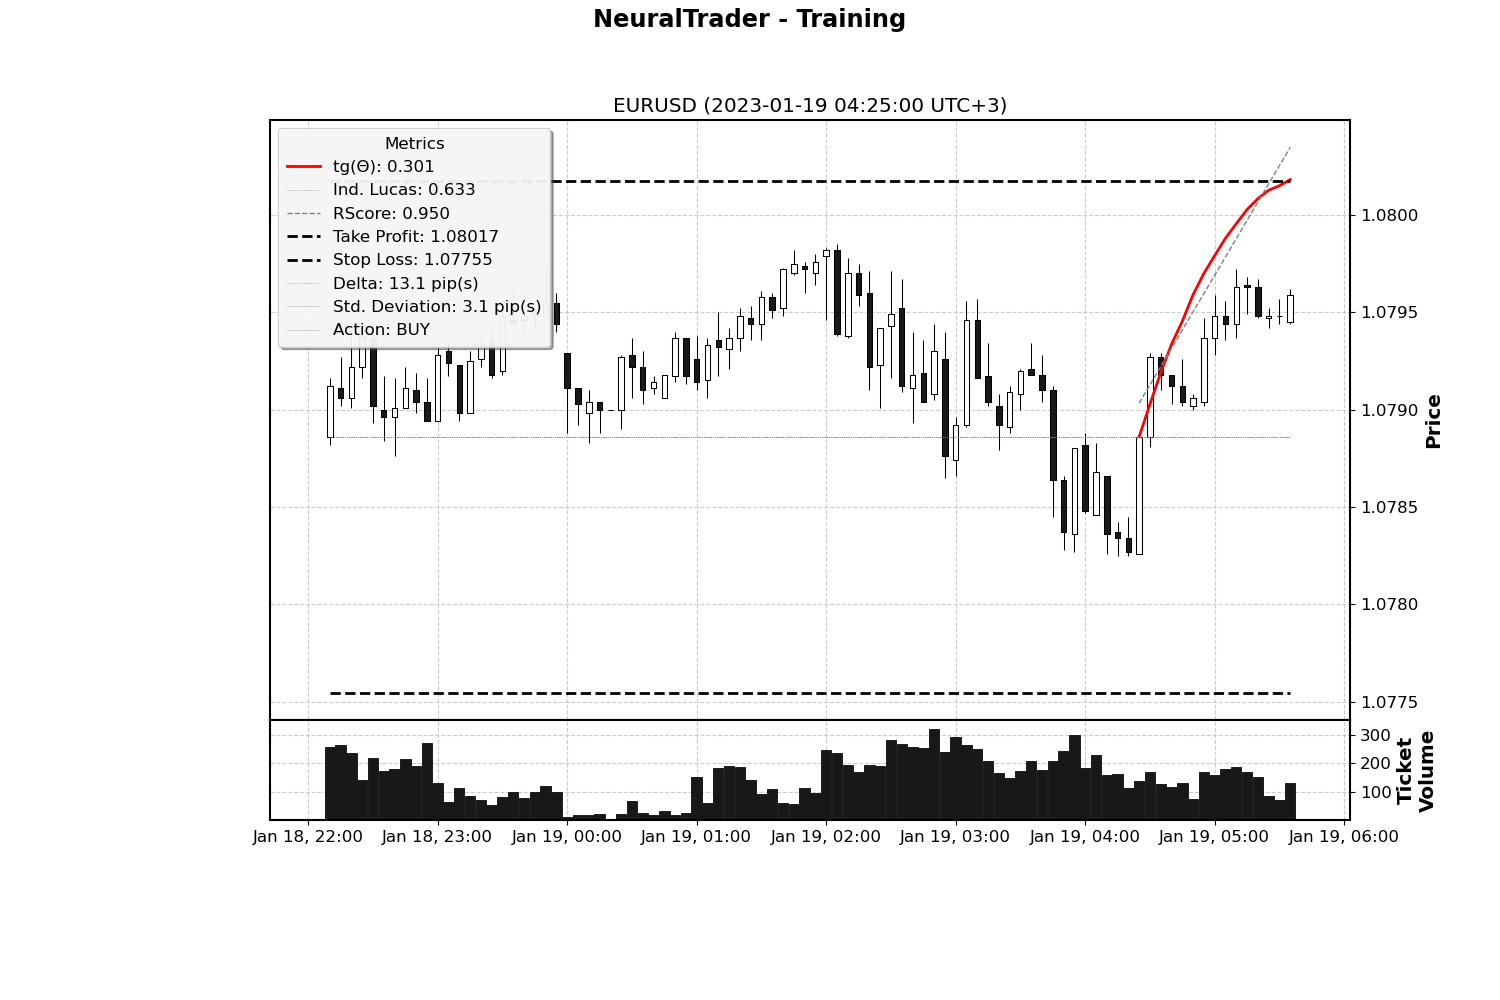 NeuralTrader - Training
EURUSD (2023-01-19 04:25:00 UTC+3)
Metrics
tg(Θ): 0.301
Ind. Lucas: 0.633
RScore: 0.950
Take Profit: 1.08017
Stop Loss: 1.07755
Delta: 13.1 pip(s)
Std. Deviation: 3.1 pip(s)
Action: BUY
1.0800
1.0795
1.0790
1.0785
1.0780
1.0775
Price
300
200
100
Ticket
Volume
Jan 18, 22:00
Jan 18, 23:00
Jan 19, 00:00
Jan 19, 01:00
Jan 19, 02:00
Jan 19, 03:00
Jan 19, 04:00
Jan 19, 05:00
Jan 19, 06:00